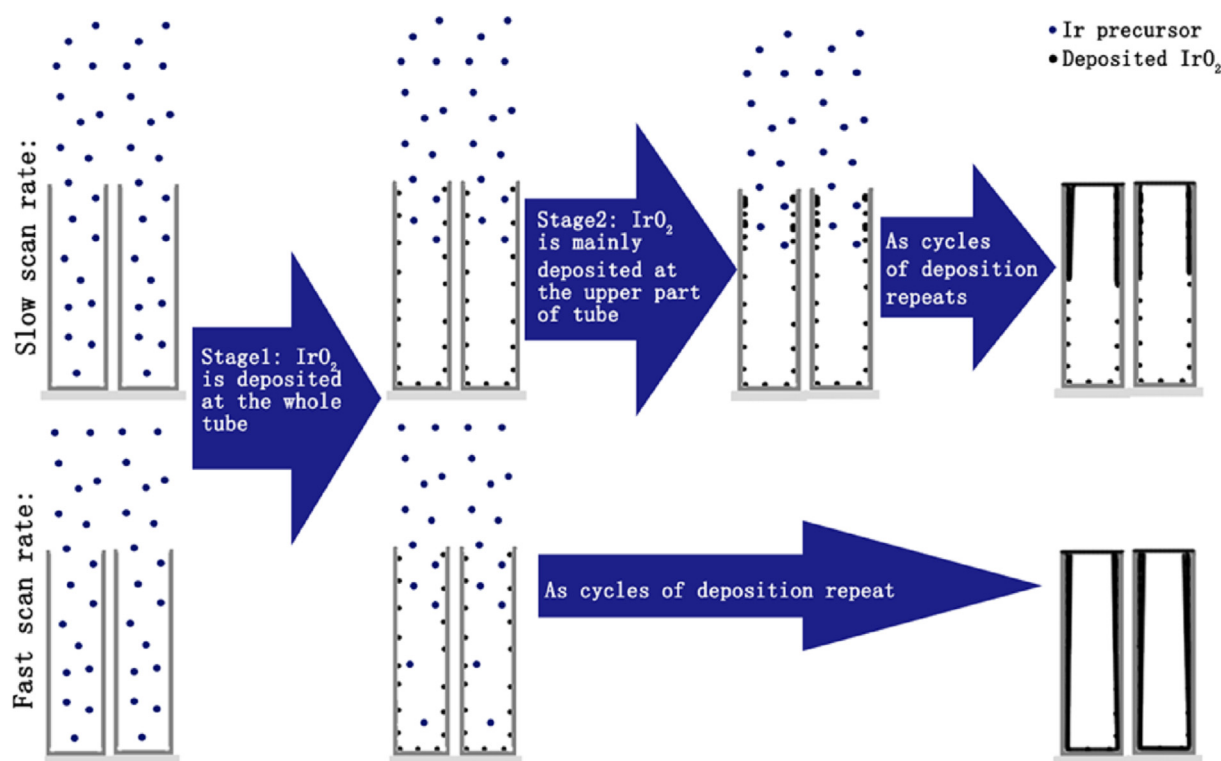 Ir precursor
Deposited IrO₂
Slow scan rate:
Stage1: IrO₂
is deposited
at the whole
tube
Stage2: IrO₂
is mainly
deposited at
the upper part
of tube
As cycles
of deposition
repeats
Fast scan rate:
As cycles of deposition repeat